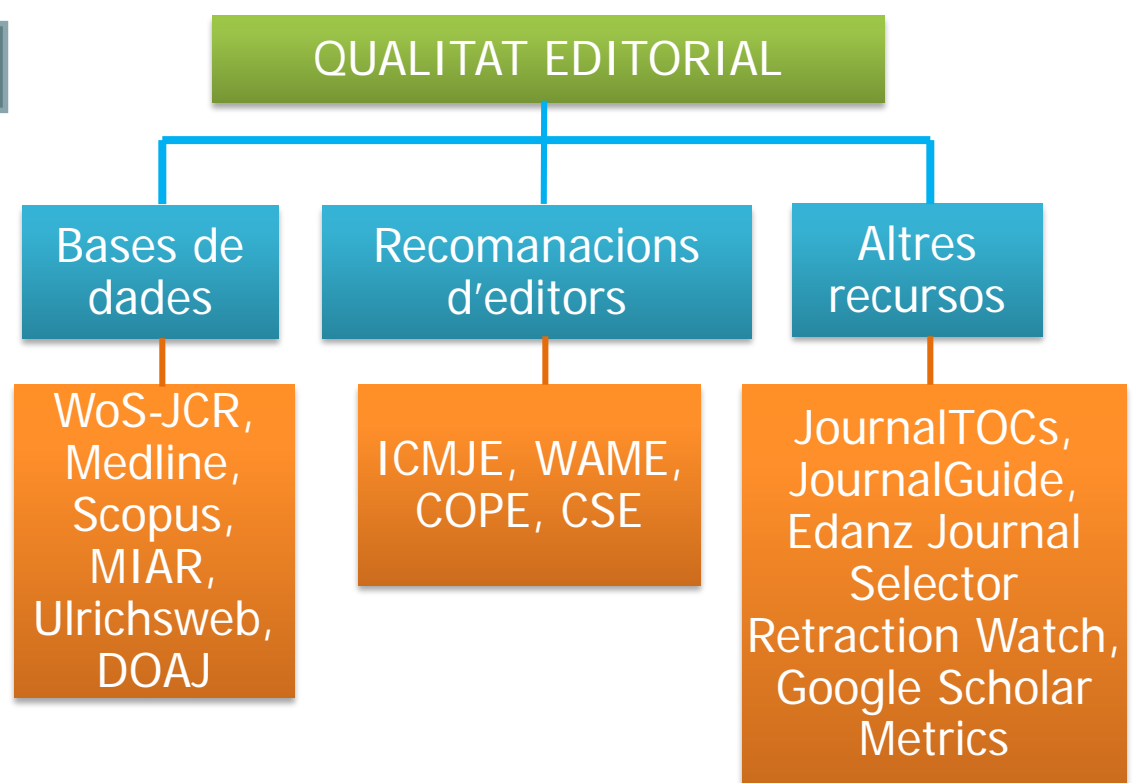 QUALITAT EDITORIAL
Bases de
dades
Recomanacions
d’editors
Altres
recursos
WoS-JCR,
Medline,
Scopus,
MIAR,
Ulrichsweb,
DOAJ
ICMJE, WAME,
COPE, CSE
JournalTOCs,
JournalGuide,
Edanz Journal
Selector
Retraction Watch,
Google Scholar
Metrics